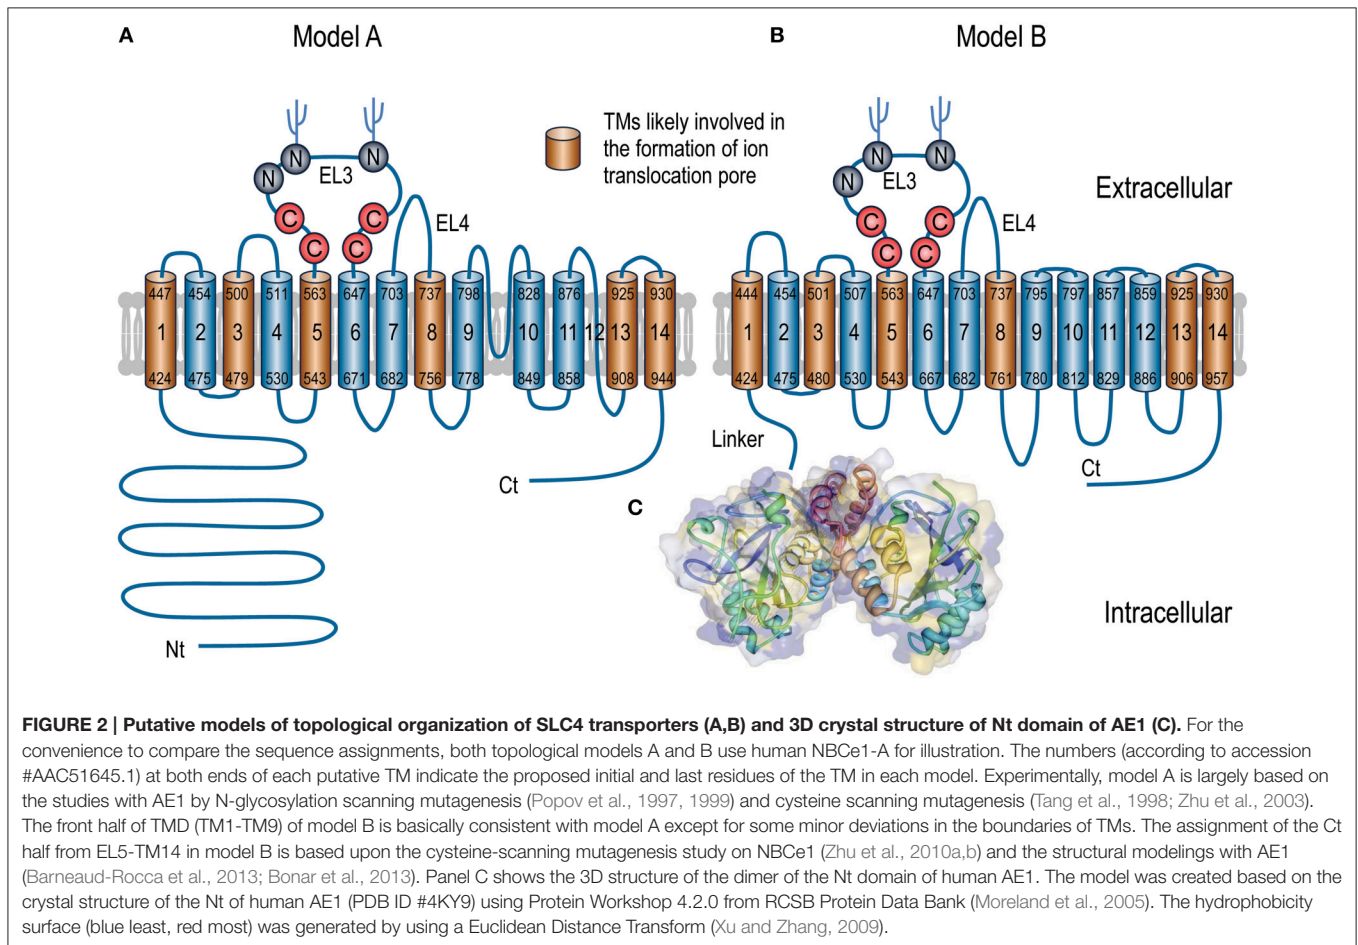 A
Model A
B
Model B
N
N
N
EL3
C
C
C
C
EL4
TMs likely involved in
the formation of ion
translocation pore
N
N
N
EL3
C
C
C
C
EL4
Extracellular
447 454 500 511 563 647 703 737 798 828 876 925 930
1 2 3 4 5 6 7 8 9 10 11 12 13 14
424 475 479 530 543 671 682 756 778 849 858 908 944
444 454 501 507 563 647 703 737 795 797 857 859 925 930
1 2 3 4 5 6 7 8 9 10 11 12 13 14
424 475 480 530 543 667 682 761 780 812 829 886 906 957
Linker
Ct
Ct
C
Nt
Intracellular
FIGURE 2 | Putative models of topological organization of SLC4 transporters (A,B) and 3D crystal structure of Nt domain of AE1 (C). For the
convenience to compare the sequence assignments, both topological models A and B use human NBCe1-A for illustration. The numbers (according to accession
#AAC51645.1) at both ends of each putative TM indicate the proposed initial and last residues of the TM in each model. Experimentally, model A is largely based on
the studies with AE1 by N-glycosylation scanning mutagenesis (Popov et al., 1997, 1999) and cysteine scanning mutagenesis (Tang et al., 1998; Zhu et al., 2003).
The front half of TMD (TM1-TM9) of model B is basically consistent with model A except for some minor deviations in the boundaries of TMs. The assignment of the Ct
half from EL5-TM14 in model B is based upon the cysteine-scanning mutagenesis study on NBCe1 (Zhu et al., 2010a,b) and the structural modelings with AE1
(Barneaud-Rocca et al., 2013; Bonar et al., 2013). Panel C shows the 3D structure of the dimer of the Nt domain of human AE1. The model was created based on the
crystal structure of the Nt of human AE1 (PDB ID #4KY9) using Protein Workshop 4.2.0 from RCSB Protein Data Bank (Moreland et al., 2005). The hydrophobicity
surface (blue least, red most) was generated by using a Euclidean Distance Transform (Xu and Zhang, 2009).